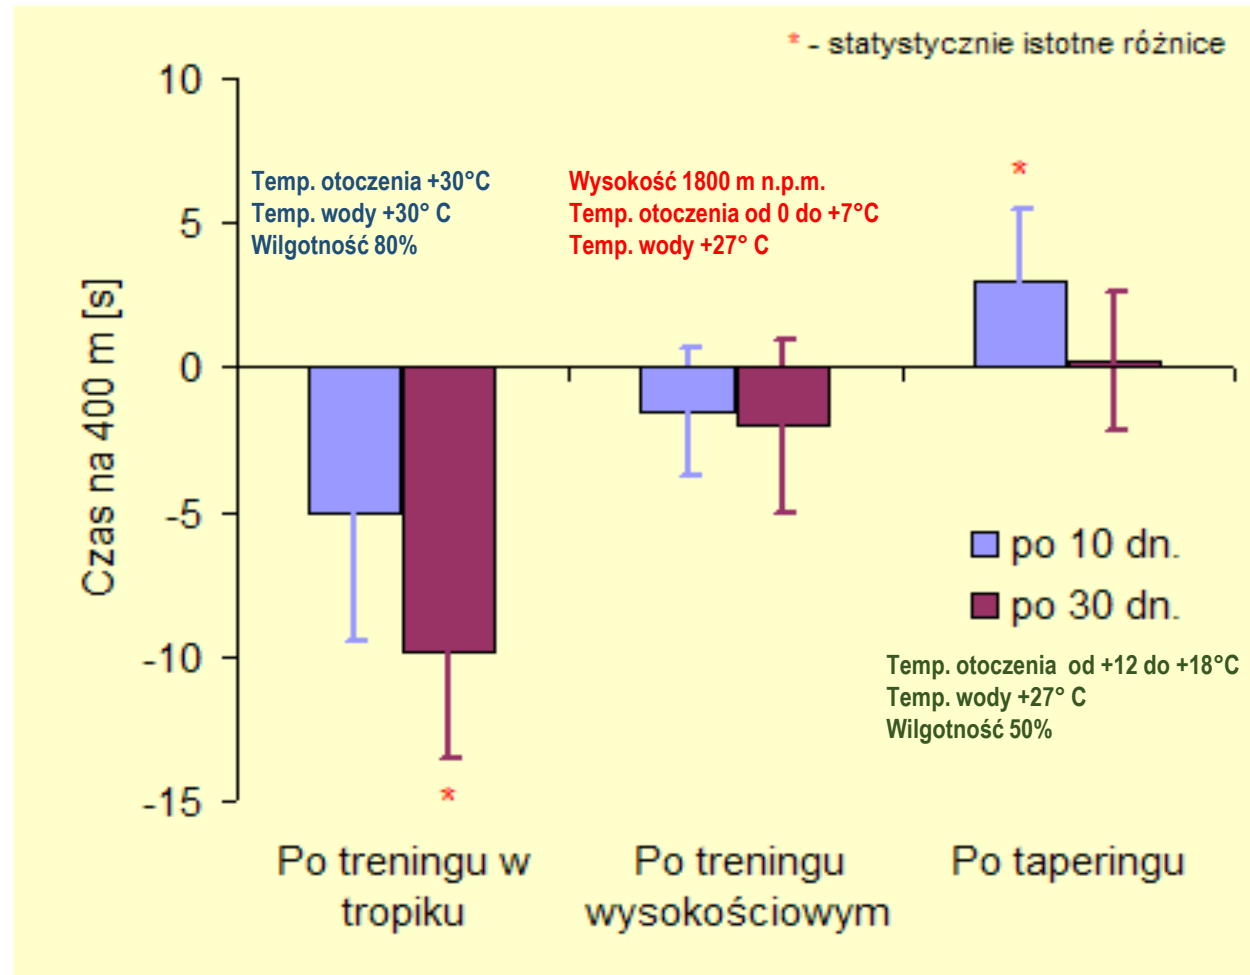 * - statystycznie istotne różnice
10
5
0
-5
-10
-15
Czas na 400 m [s]
Temp. otoczenia +30°C
Temp. wody +30° C
Wilgotność 80%
Wysokość 1800 m n.p.m.
Temp. otoczenia od 0 do +7°C
Temp. wody +27° C
*
po 10 dn.
po 30 dn.
Temp. otoczenia  od +12 do +18°C
Temp. wody +27° C
Wilgotność 50%
*
Po treningu w
tropiku
Po treningu
wysokościowym
Po taperingu